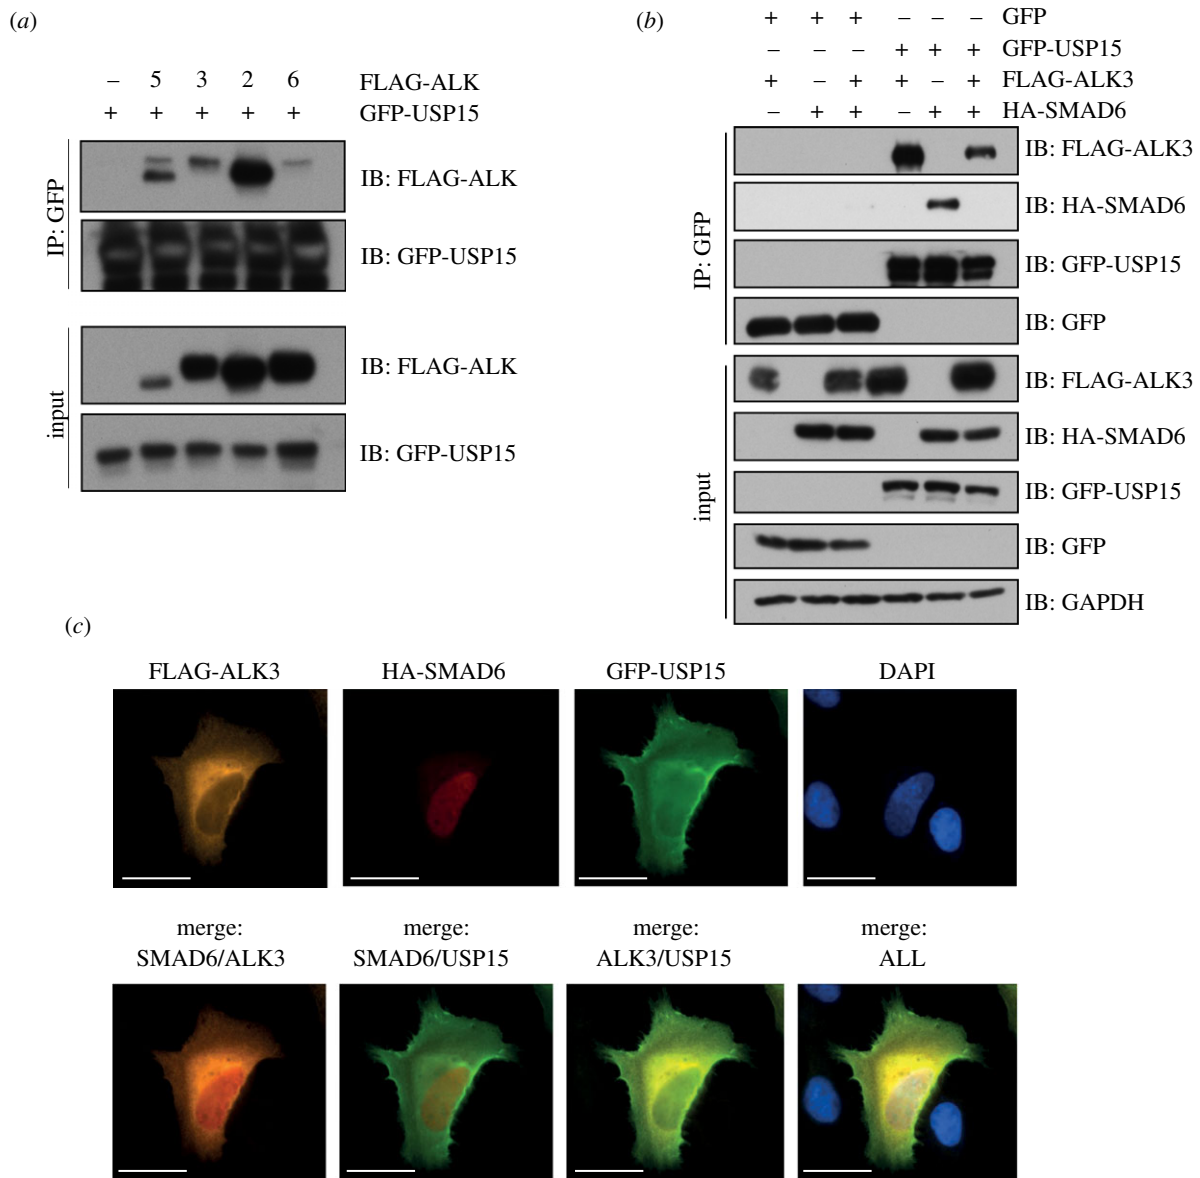 (a)
– 5 3 2 6 FLAG-ALK
+ + + + + GFP-USP15
IP: GFP
IB: FLAG-ALK
IB: GFP-USP15
input
IB: FLAG-ALK
IB: GFP-USP15
(b)
+ + + – – – GFP
– – – + + + GFP-USP15
+ – + + – + FLAG-ALK3
– + + – + + HA-SMAD6
IP: GFP
IB: FLAG-ALK3
IB: HA-SMAD6
IB: GFP-USP15
IB: GFP
input
IB: FLAG-ALK3
IB: HA-SMAD6
IB: GFP-USP15
IB: GFP
IB: GAPDH
(c)
FLAG-ALK3 HA-SMAD6 GFP-USP15 DAPI
merge: merge: merge: merge:
SMAD6/ALK3 SMAD6/USP15 ALK3/USP15 ALL